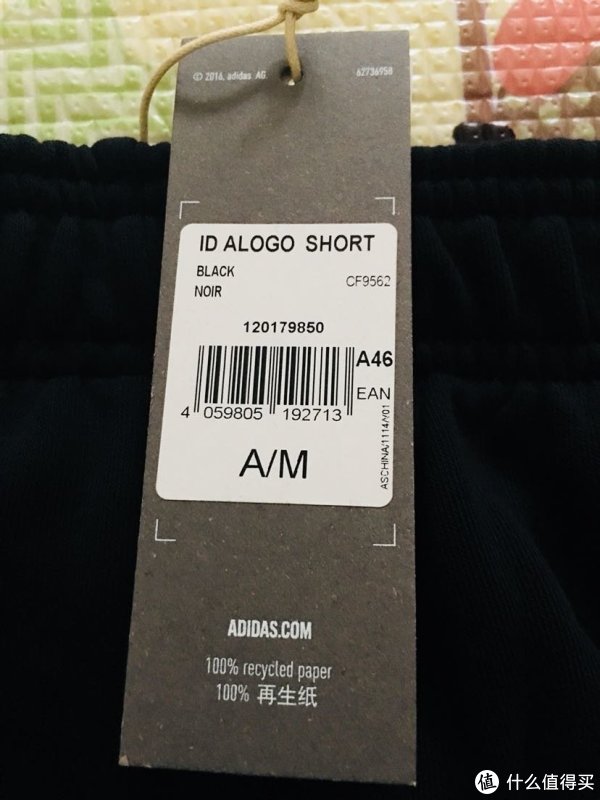 © 2016, adidas AG.
62736958
ID ALOGO SHORT
BLACK
NOIR
CF9562
120179850
A46
EAN
4 059805 192713
A/M
ASCHINA/1114/V01
ADIDAS.COM
100% recycled paper
100% 再生纸
值 什么值得买